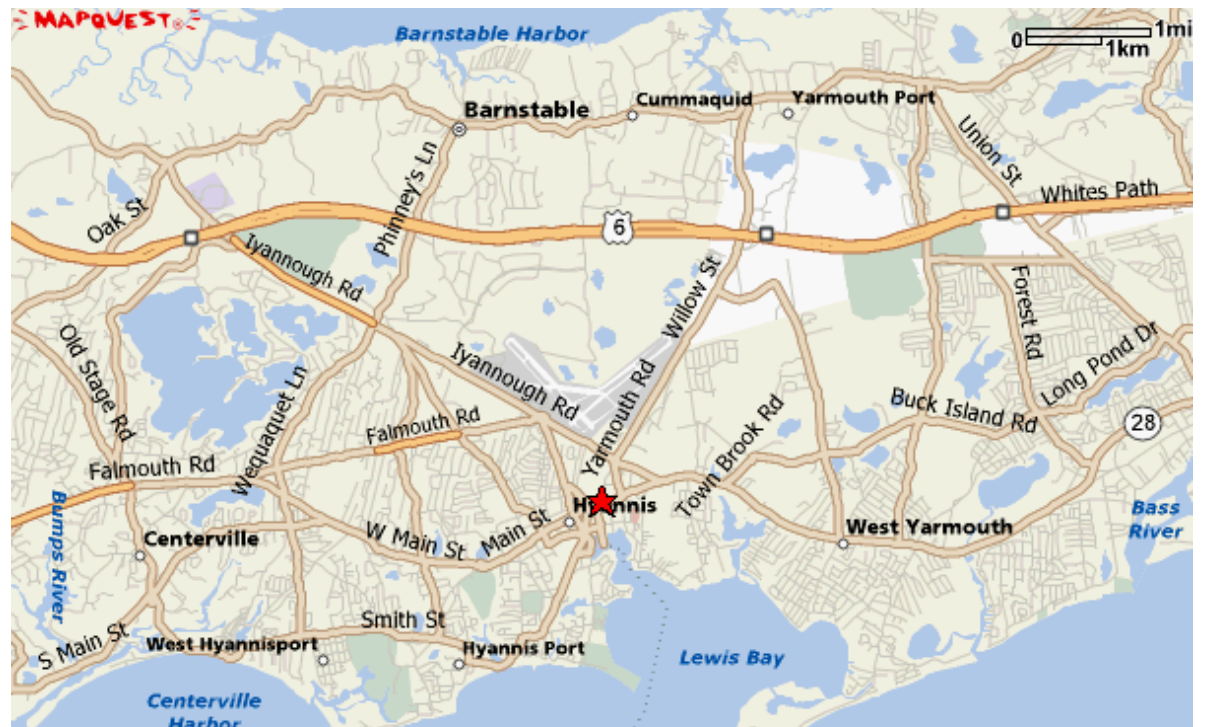 MAPQUEST
Barnstable Harbor
0
1mi
1km
Barnstable
Cummaquid
Yarmouth Port
Union St
Whites Path
Oak St
Phinney's Ln
6
Iyannough Rd
Willow St
Forest Rd
Old Stage Rd
Iyannough Rd
Yarmouth Rd
Long Pond Dr
Wequaquet Ln
Falmouth Rd
Buck Island Rd
28
Falmouth Rd
Town Brook Rd
Hyannis
Bumps River
Centerville
W Main St
Main St
West Yarmouth
Bass
River
Smith St
S Main St
West Hyannisport
Hyannis Port
Lewis Bay
Centerville
Harbor